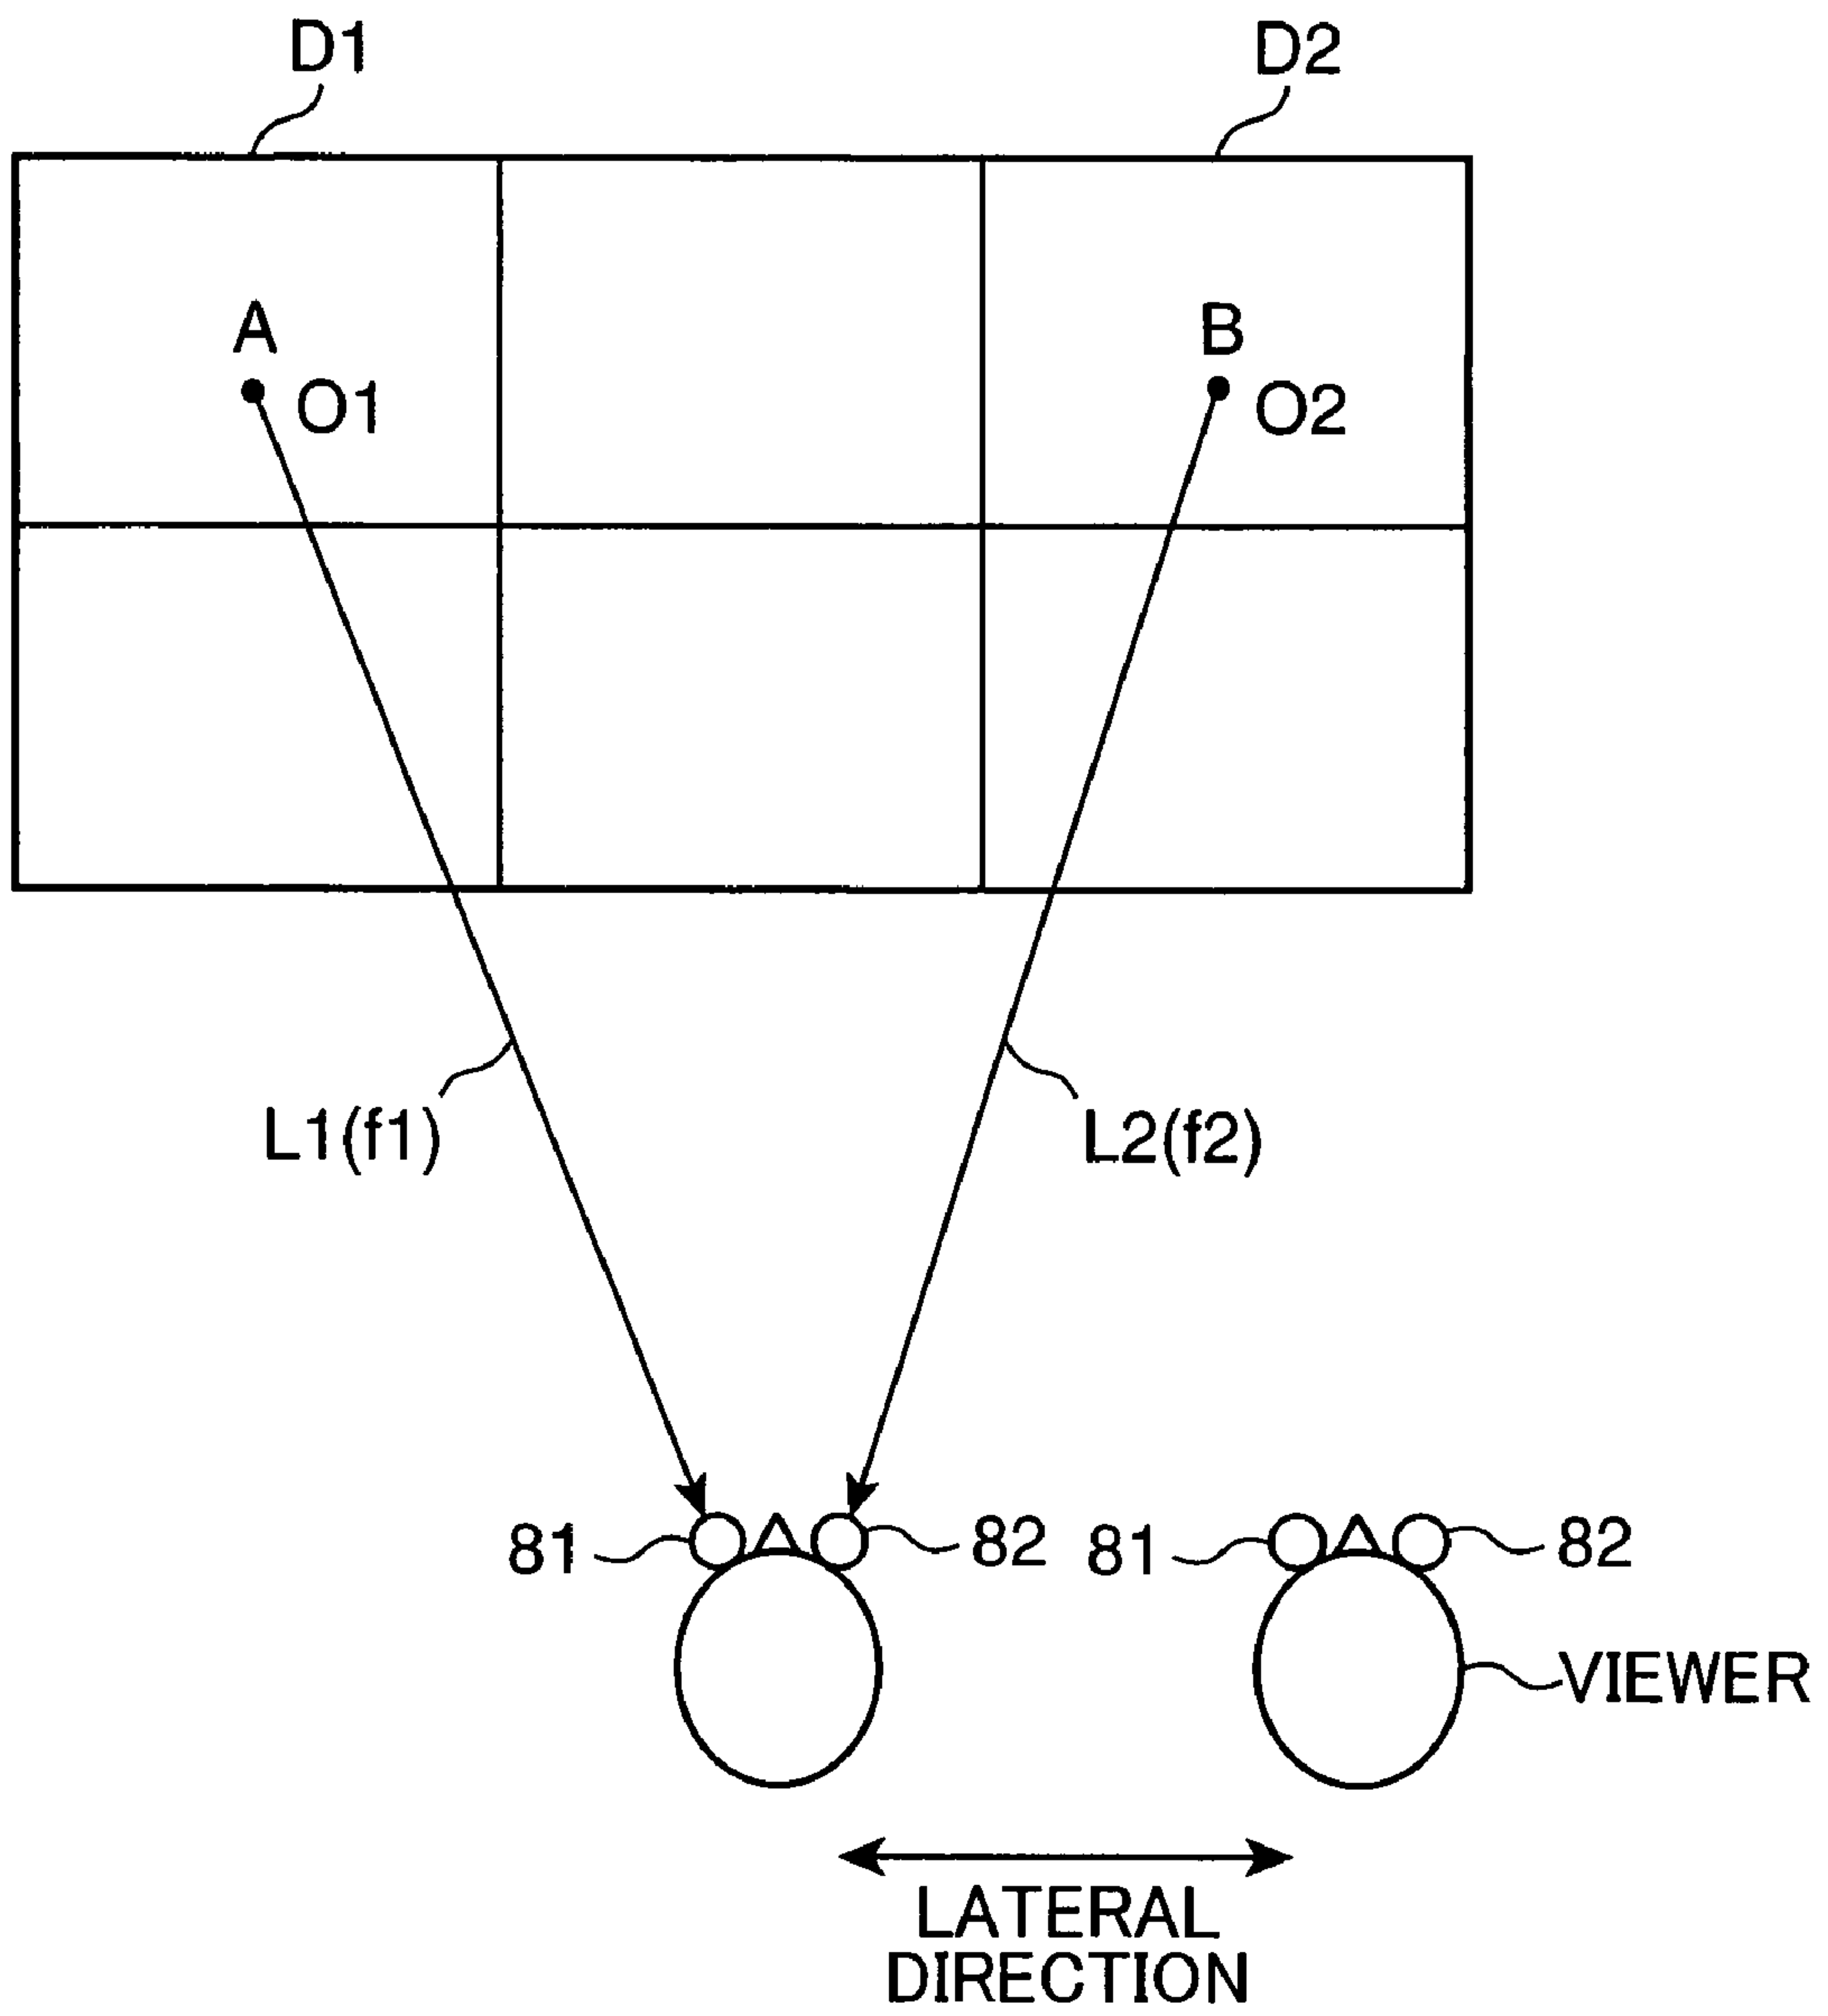 D1 D2
A B
O1 O2
L1(f1) L2(f2)
81 82 81 82
VIEWER
LATERAL
DIRECTION